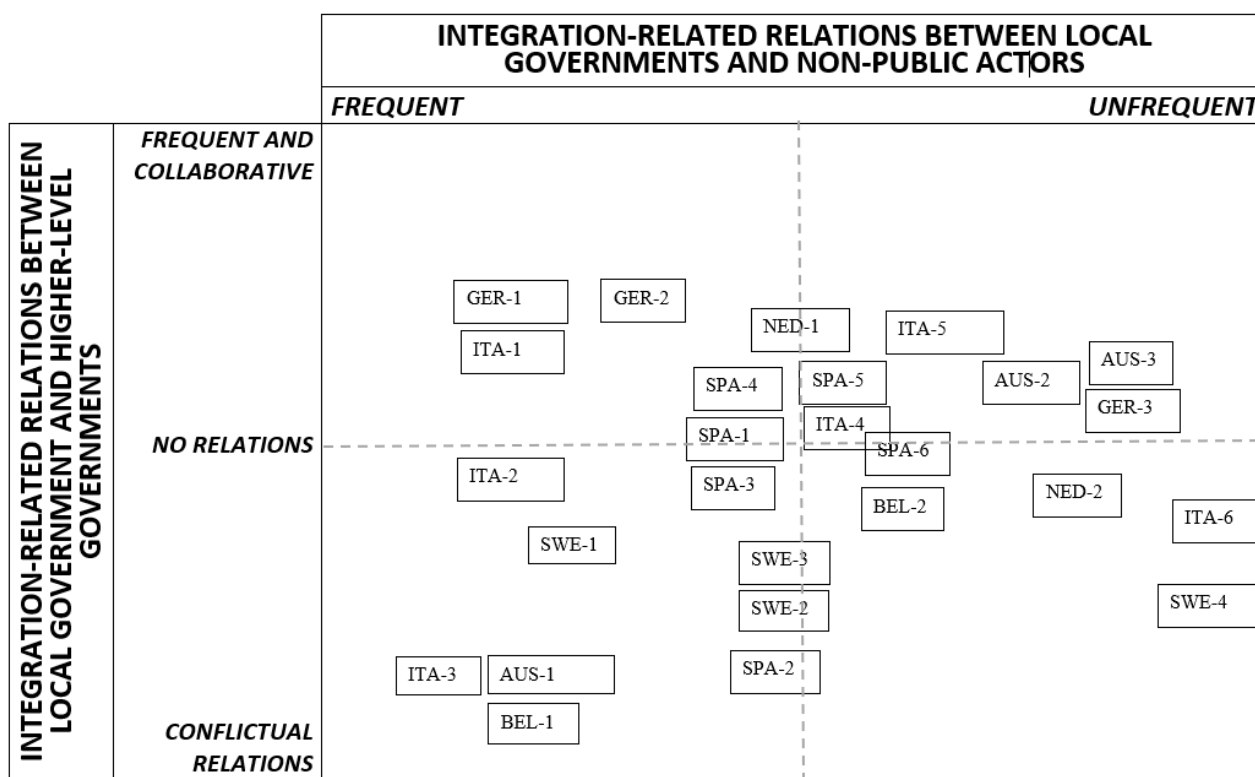 INTEGRATION-RELATED RELATIONS BETWEEN LOCAL
GOVERNMENTS AND NON-PUBLIC ACTORS
FREQUENT
UNFREQUENT
INTEGRATION-RELATED RELATIONS BETWEEN
LOCAL GOVERNMENT AND HIGHER-LEVEL
GOVERNMENTS
FREQUENT AND
COLLABORATIVE
NO RELATIONS
CONFLICTUAL
RELATIONS
GER-1
GER-2
NED-1
ITA-5
ITA-1
AUS-3
SPA-4
SPA-5
AUS-2
GER-3
SPA-1
ITA-4
SPA-6
ITA-2
SPA-3
BEL-2
NED-2
ITA-6
SWE-1
SWE-3
SWE-2
SWE-4
ITA-3
AUS-1
SPA-2
BEL-1